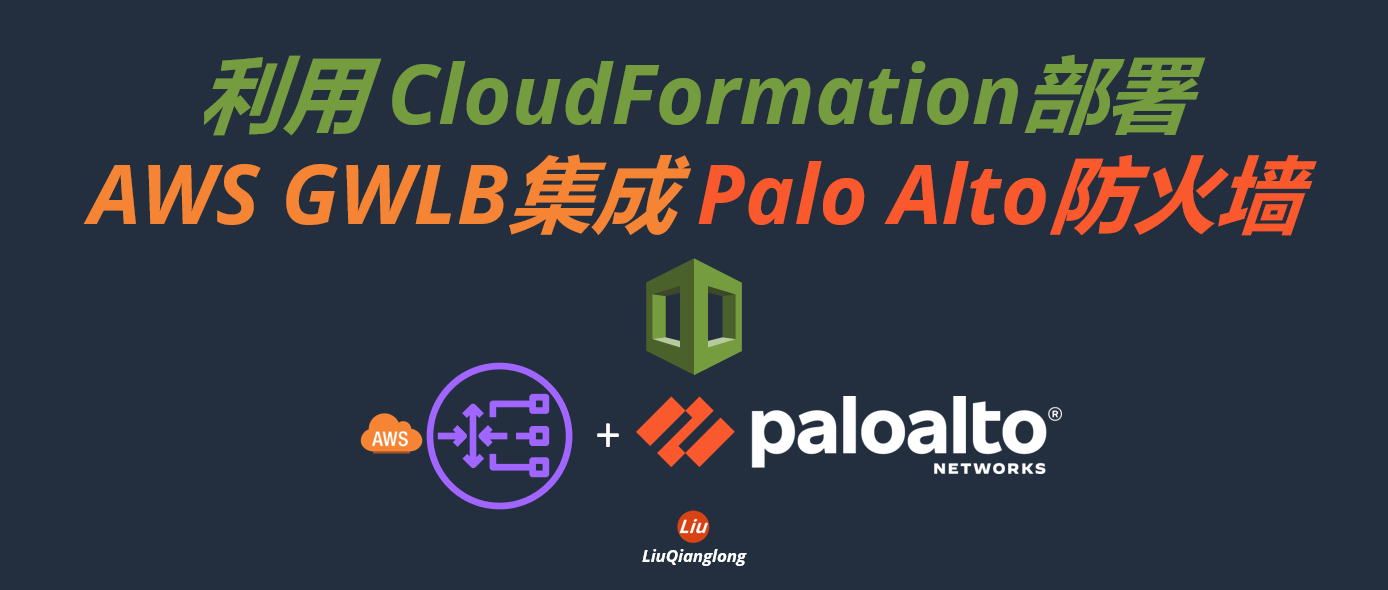 利用 CloudFormation部署
AWS GWLB集成 Palo Alto防火墙
AWS
+
paloalto®
NETWORKS
Liu
LiuQianglong